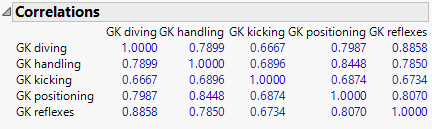 Correlations
GK diving GK handling GK kicking GK positioning GK reflexes
GK diving 1.0000 0.7899 0.6667 0.7987 0.8858
GK handling 0.7899 1.0000 0.6896 0.8448 0.7850
GK kicking 0.6667 0.6896 1.0000 0.6874 0.6734
GK positioning 0.7987 0.8448 0.6874 1.0000 0.8070
GK reflexes 0.8858 0.7850 0.6734 0.8070 1.0000